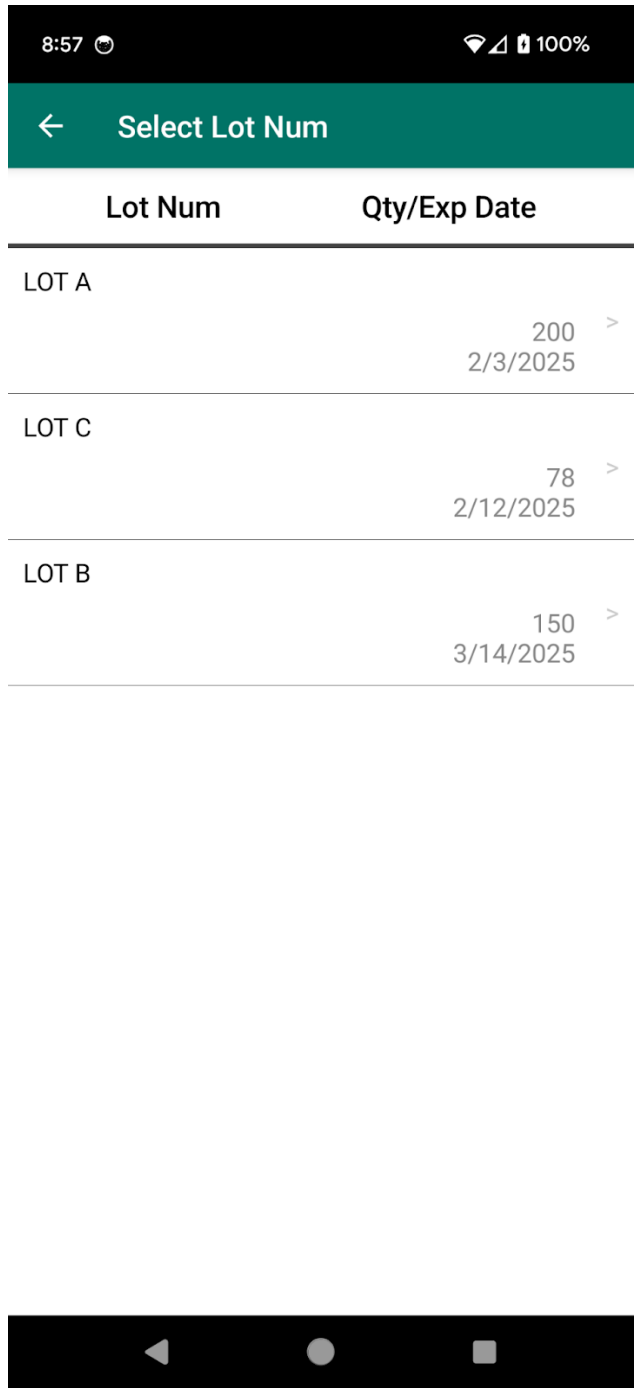 8:57 100%
Select Lot Num
Lot Num Qty/Exp Date
LOT A
200 >
2/3/2025
LOT C
78 >
2/12/2025
LOT B
150 >
3/14/2025